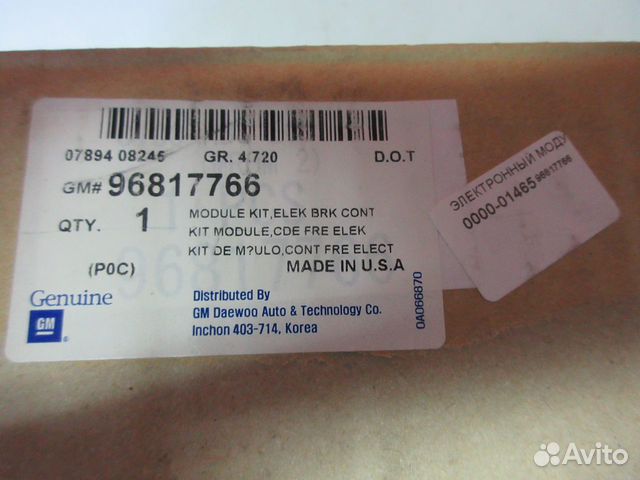 07894 08245 GR. 4.720 D.O.T
GM# 96817766
QTY. 1 MODULE KIT,ELEK BRK CONT
KIT MODULE,CDE FRE ELEK
KIT DE M?ULO,CONT FRE ELECT
(P0C) MADE IN U.S.A
Genuine
GM
Distributed By
GM Daewoo Auto & Technology Co.
Inchon 403-714, Korea
0A066870
ЭЛЕКТРОННЫЙ МОДУ
0000-01465 96817766
96817766
Avito